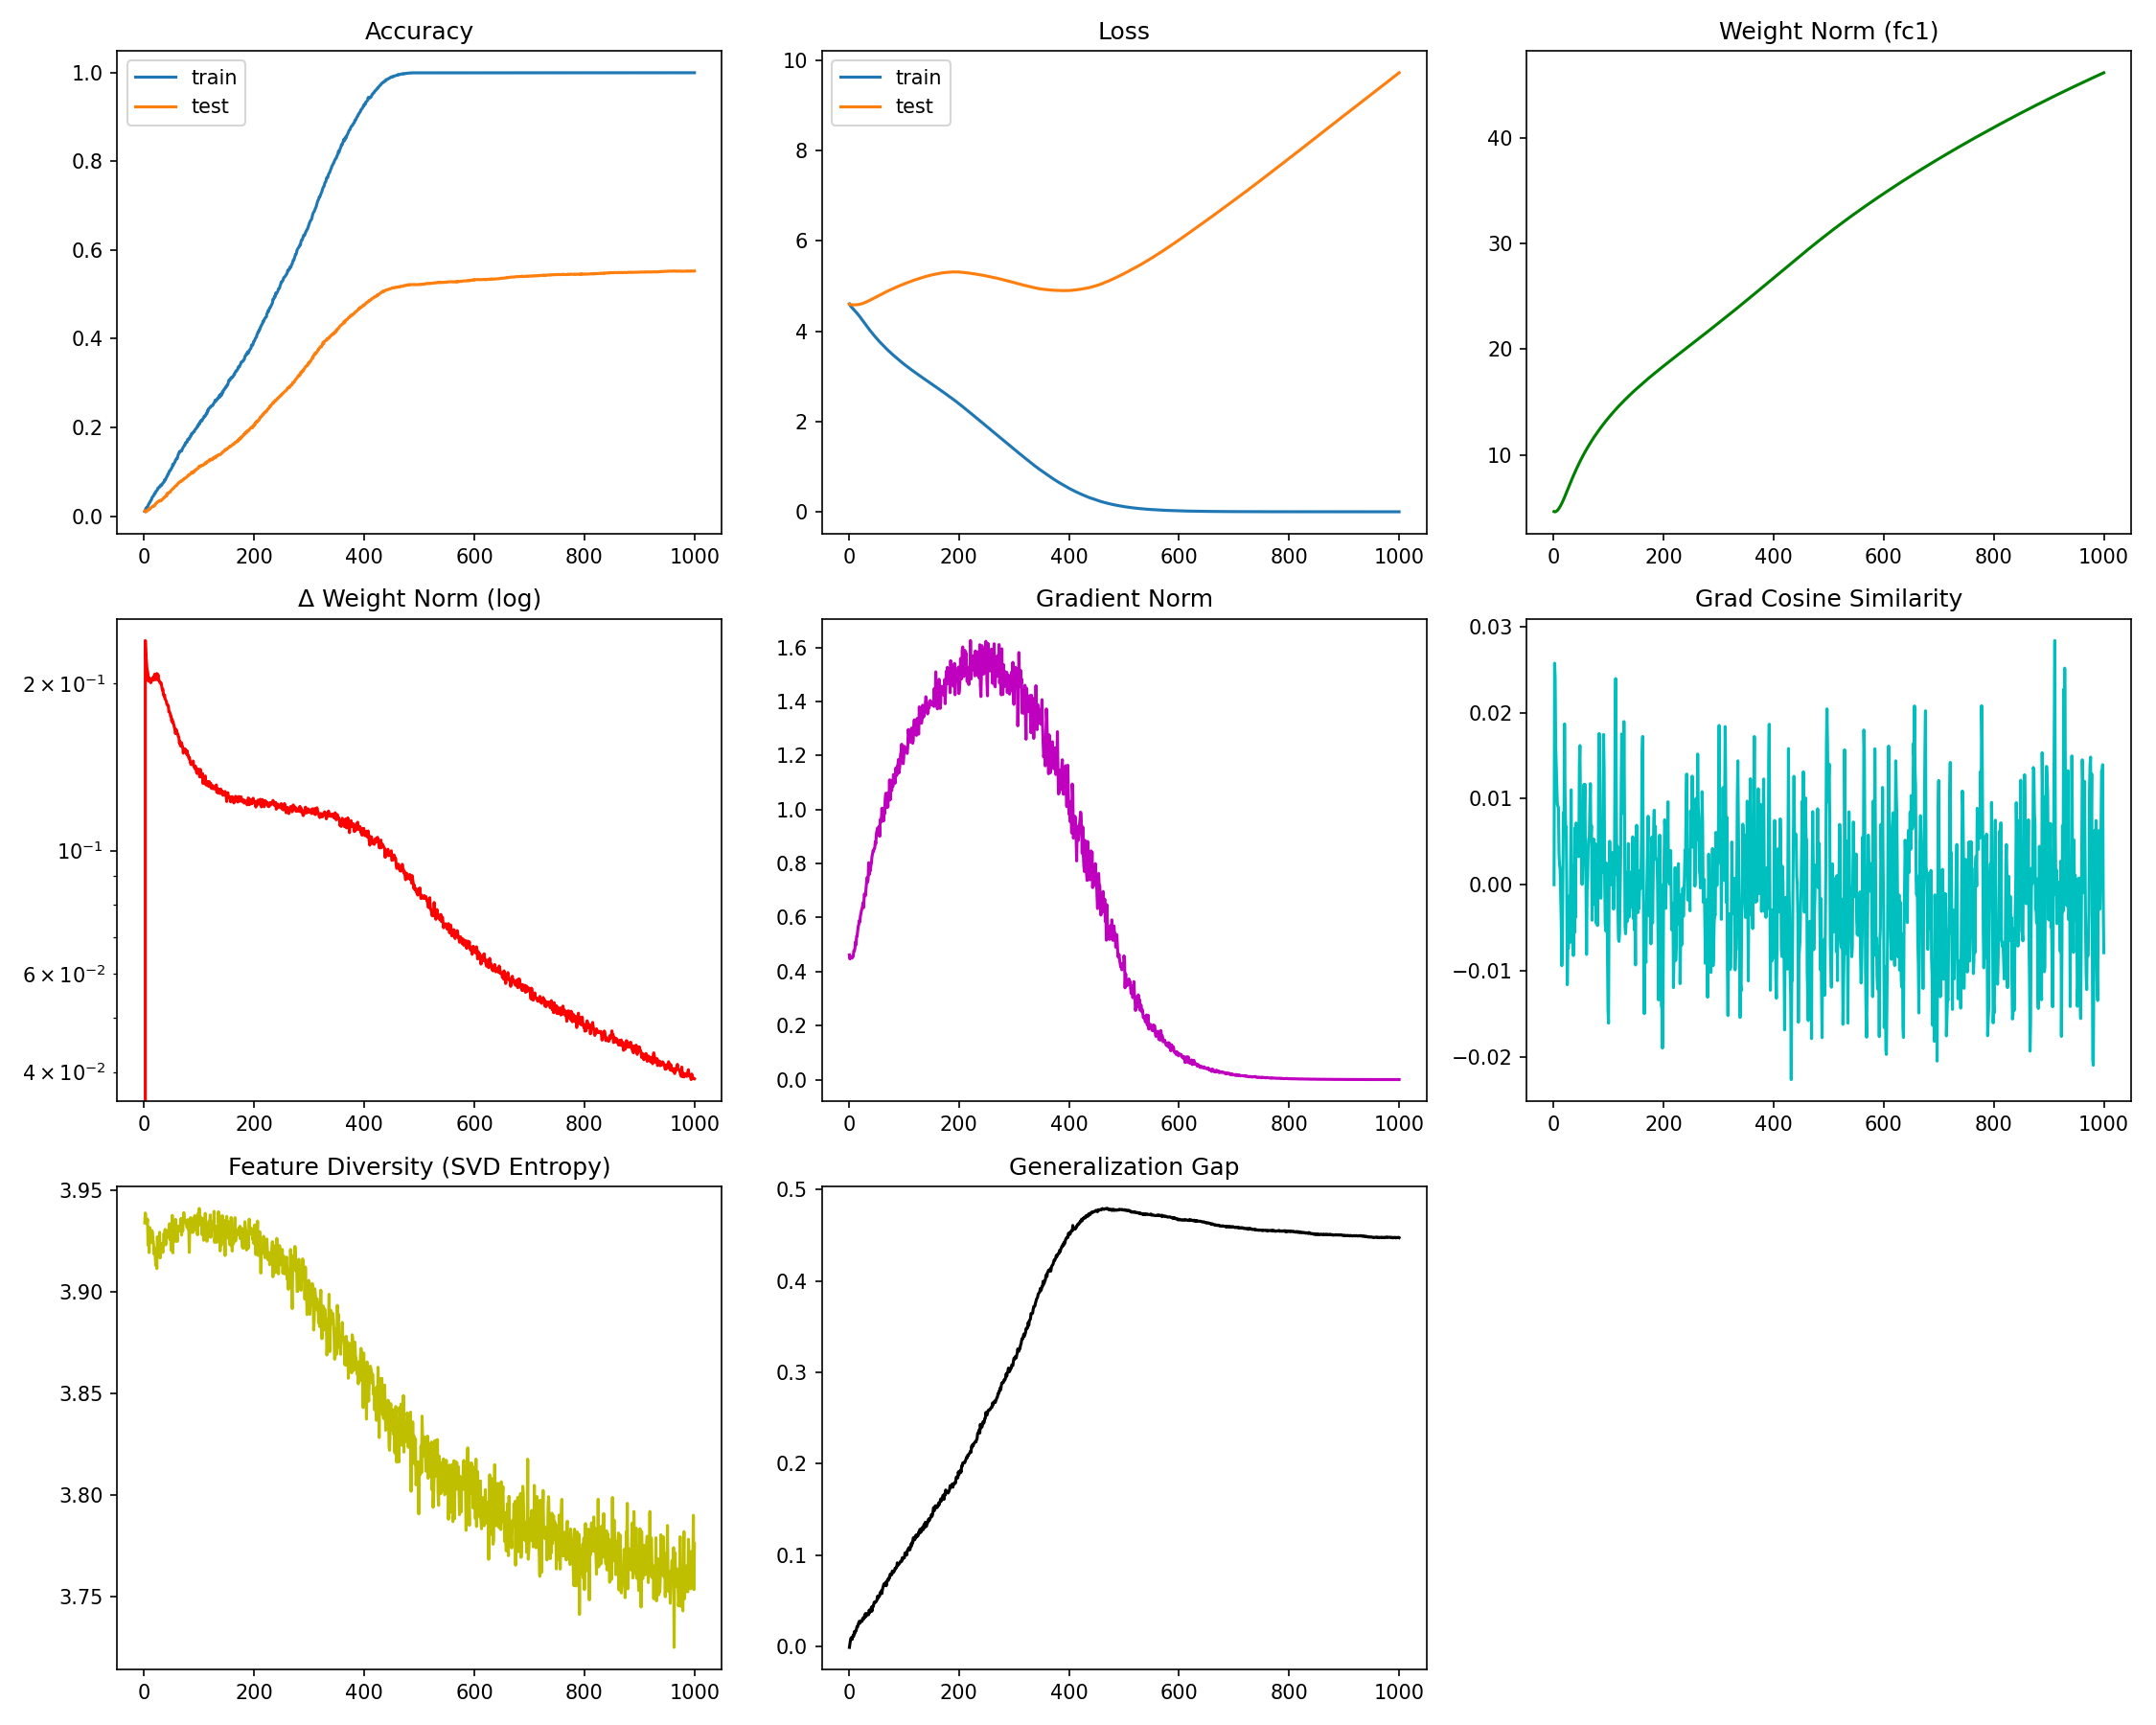 Accuracy
train
test
1.0
0.8
0.6
0.4
0.2
0.0
0 200 400 600 800 1000
Loss
train
test
10
8
6
4
2
0
0 200 400 600 800 1000
Weight Norm (fc1)
40
30
20
10
0 200 400 600 800 1000
Δ Weight Norm (log)
2 × 10⁻¹
10⁻¹
6 × 10⁻²
4 × 10⁻²
0 200 400 600 800 1000
Gradient Norm
1.6
1.4
1.2
1.0
0.8
0.6
0.4
0.2
0.0
0 200 400 600 800 1000
Grad Cosine Similarity
0.03
0.02
0.01
0.00
−0.01
−0.02
0 200 400 600 800 1000
Feature Diversity (SVD Entropy)
3.95
3.90
3.85
3.80
3.75
0 200 400 600 800 1000
Generalization Gap
0.5
0.4
0.3
0.2
0.1
0.0
0 200 400 600 800 1000